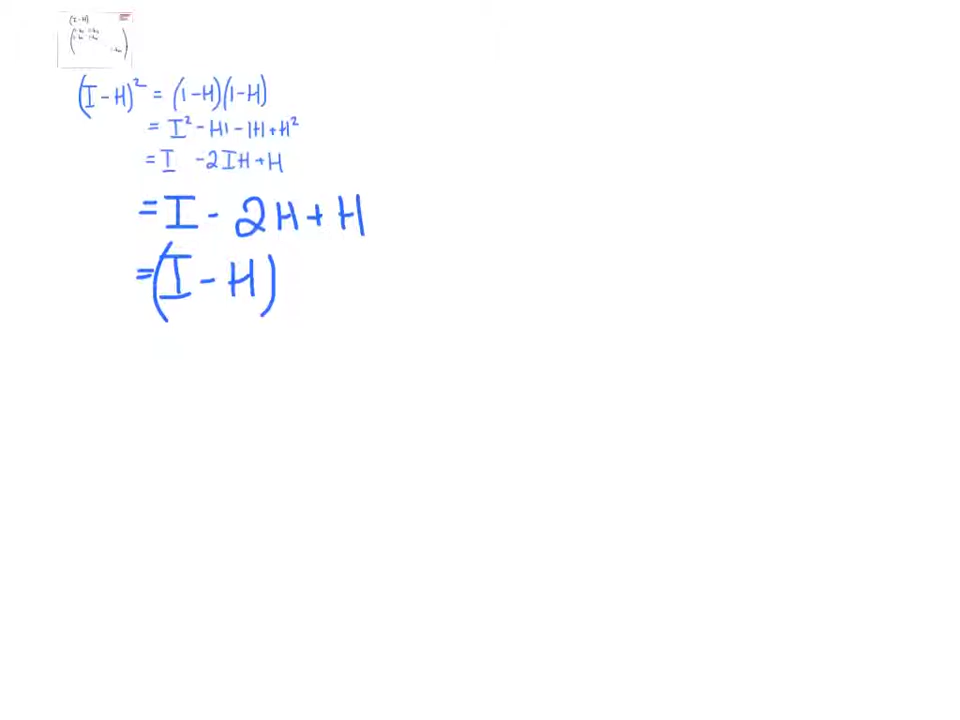 (I-H)
(I-H)² = (I-H)(I-H)
= I² - HI - IH + H²
= I - 2IH + H
= I - 2H + H
= (I - H)